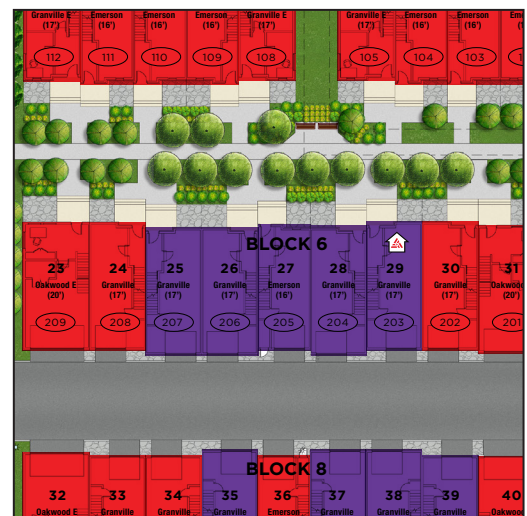 Granville E Emerson Emerson Emerson Granville E Granville E Emerson Emerson
(17') (16') (16') (16') (17') (17') (16') (16')
112 111 110 109 108 105 104 103
BLOCK 6
23 24 25 26 27 28 29 30 31
Oakwood E Granville Granville Granville Emerson Granville Granville Granville Oakwood E
(20') (17') (17') (17') (16') (17') (17') (17') (20')
209 208 207 206 205 204 203 202 201
BLOCK 8
32 33 34 35 36 37 38 39 40
Oakwood E Granville Granville Granville Emerson Granville Granville Granville Oakwood